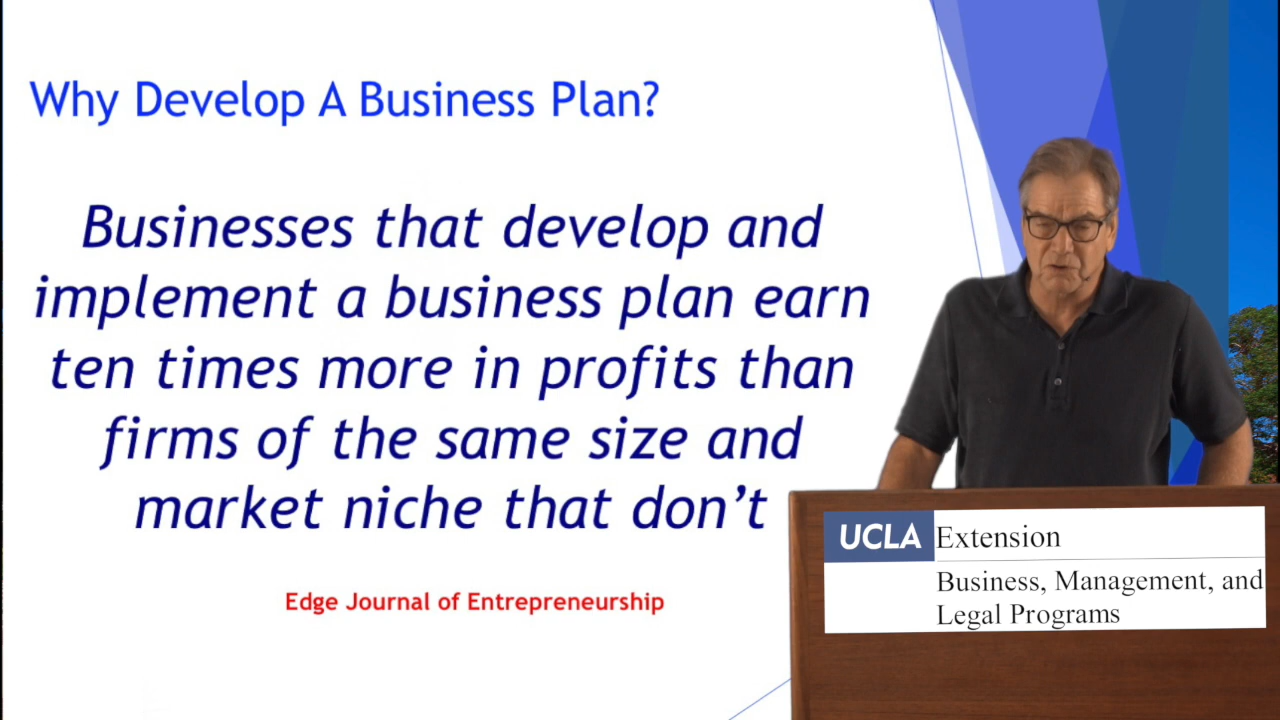 Why Develop A Business Plan?
Businesses that develop and
implement a business plan earn
ten times more in profits than
firms of the same size and
market niche that don’t
Edge Journal of Entrepreneurship
UCLA Extension
Business, Management, and
Legal Programs